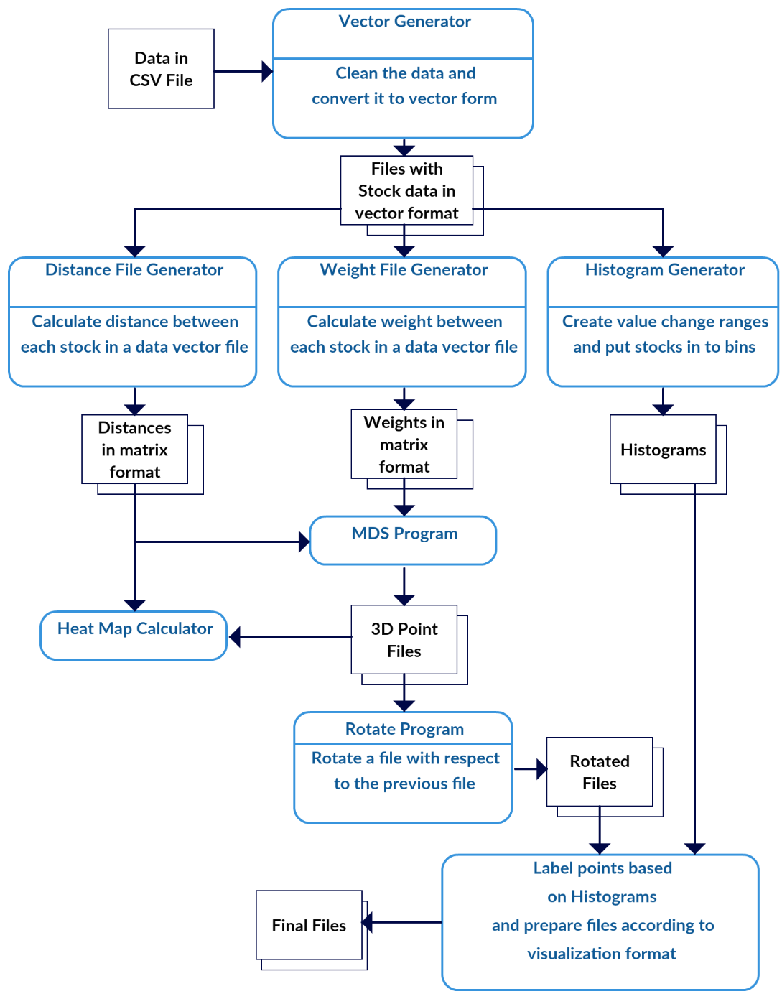 Vector Generator
Data in
CSV File
Clean the data and
convert it to vector form
Files with
Stock data in
vector format
Distance File Generator
Calculate distance between
each stock in a data vector file
Weight File Generator
Calculate weight between
each stock in a data vector file
Histogram Generator
Create value change ranges
and put stocks in to bins
Distances
in matrix
format
Weights in
matrix
format
Histograms
MDS Program
Heat Map Calculator
3D Point
Files
Rotate Program
Rotate a file with respect
to the previous file
Rotated
Files
Label points based
on Histograms
and prepare files according to
visualization format
Final Files